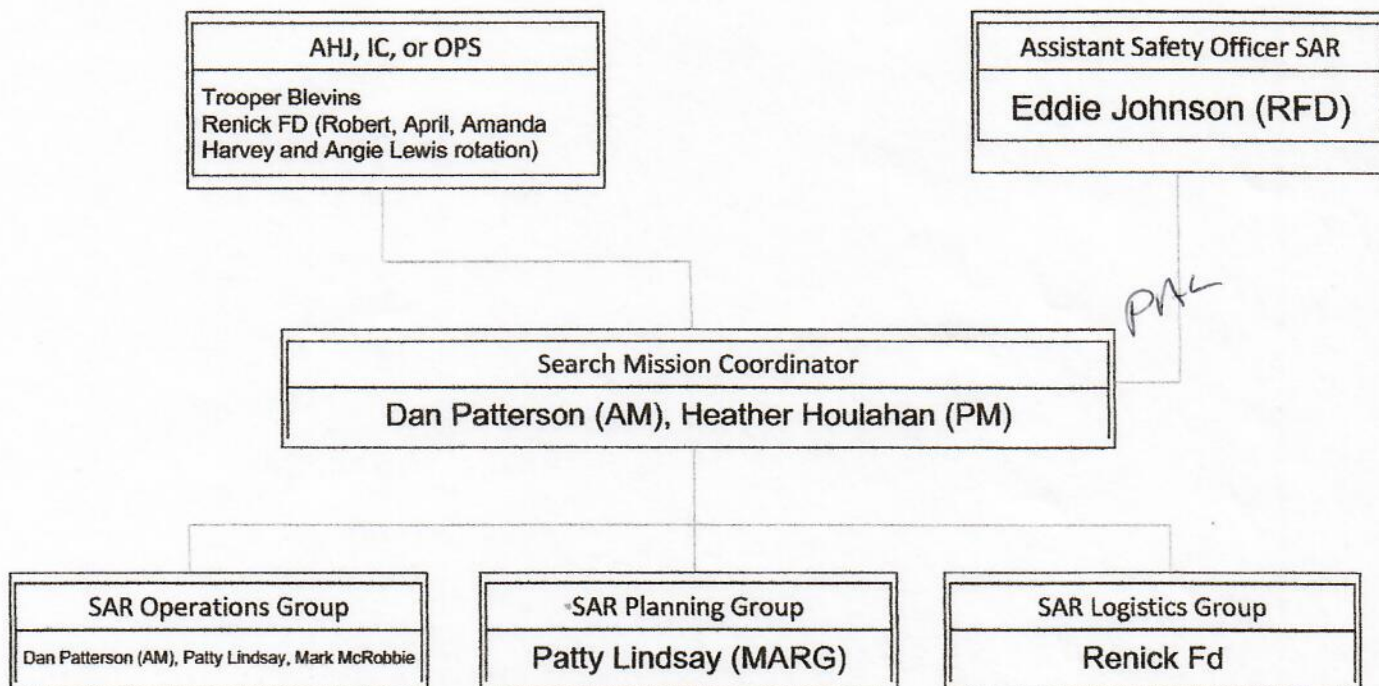 AHJ, IC, or OPS
Trooper Blevins
Renick FD (Robert, April, Amanda
Harvey and Angie Lewis rotation)
Assistant Safety Officer SAR
Eddie Johnson (RFD)
Search Mission Coordinator
Dan Patterson (AM), Heather Houlahan (PM)
SAR Operations Group
Dan Patterson (AM), Patty Lindsay, Mark McRobbie
SAR Planning Group
Patty Lindsay (MARG)
SAR Logistics Group
Renick Fd